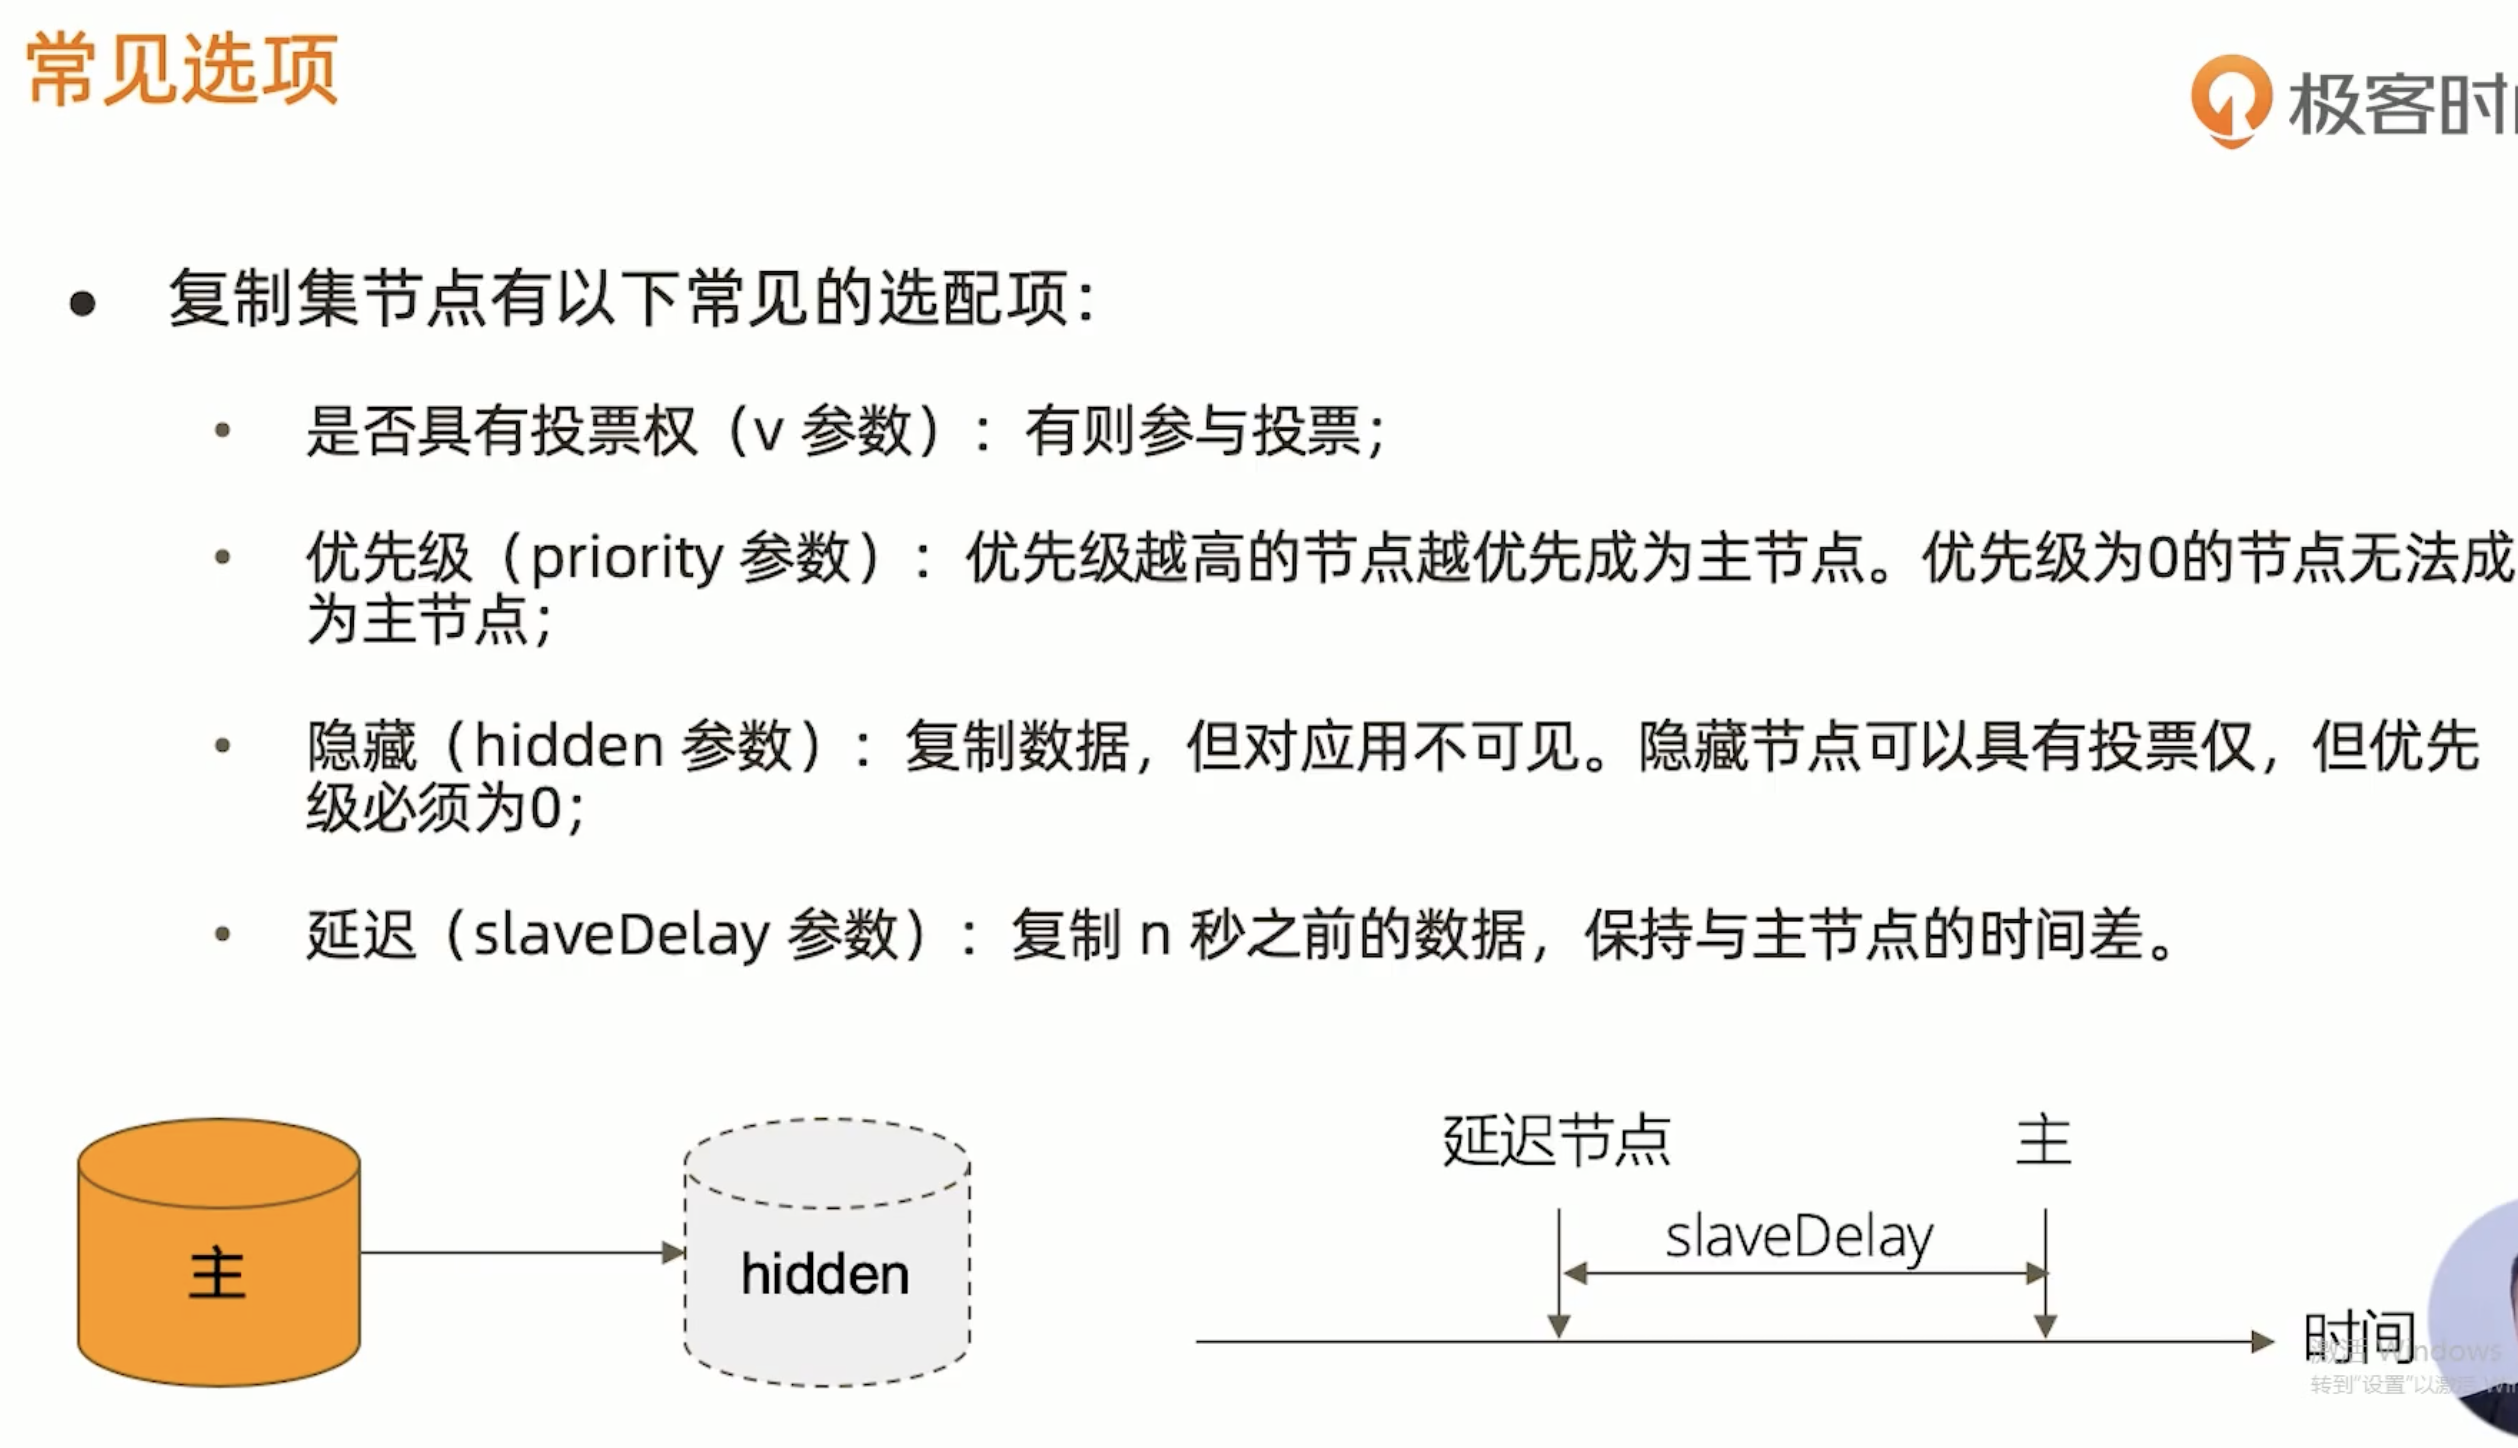 常见选项
极客时
• 复制集节点有以下常见的选配项：
• 是否具有投票权（v 参数）：有则参与投票；
• 优先级（priority 参数）：优先级越高的节点越优先成为主节点。优先级为0的节点无法成
为主节点；
• 隐藏（hidden 参数）：复制数据，但对应用不可见。隐藏节点可以具有投票仅，但优先
级必须为0；
• 延迟（slaveDelay 参数）：复制 n 秒之前的数据，保持与主节点的时间差。
主
hidden
延迟节点
主
slaveDelay
时间
激活 Windows
转到“设置”以激活